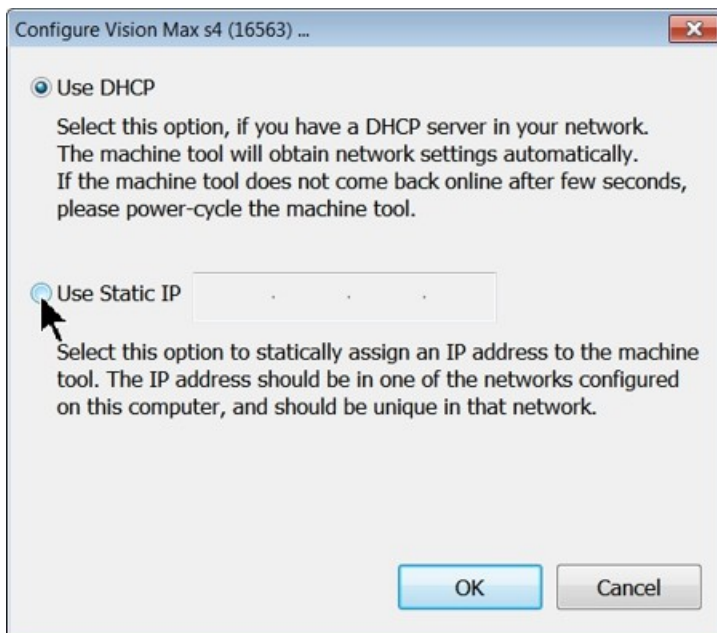 Configure Vision Max s4 (16563) ...
Use DHCP
Select this option, if you have a DHCP server in your network.
The machine tool will obtain network settings automatically.
If the machine tool does not come back online after few seconds,
please power-cycle the machine tool.
Use Static IP . . .
Select this option to statically assign an IP address to the machine
tool. The IP address should be in one of the networks configured
on this computer, and should be unique in that network.
OK Cancel